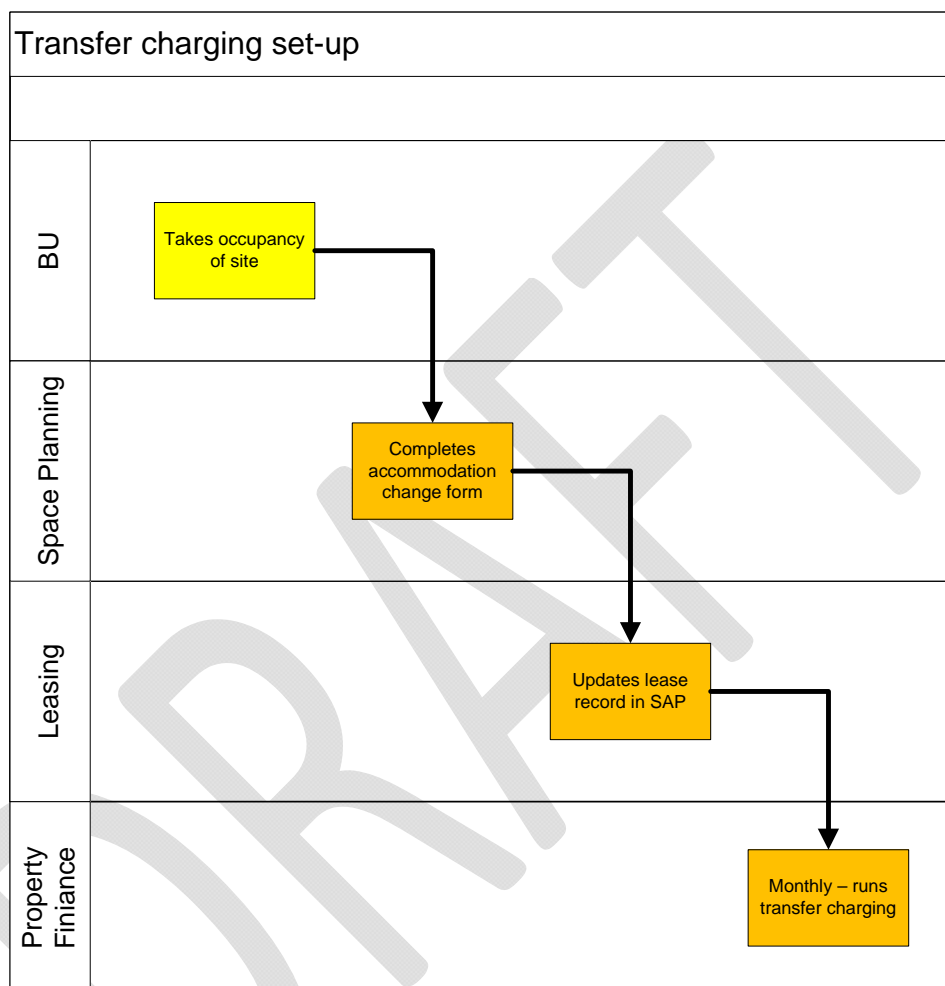 Transfer charging set-up
BU
Takes occupancy
of site
Space Planning
Completes
accommodation
change form
Leasing
Updates lease
record in SAP
Property
Finiance
Monthly – runs
transfer charging
DRAFT